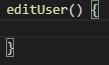 editUser() {
}